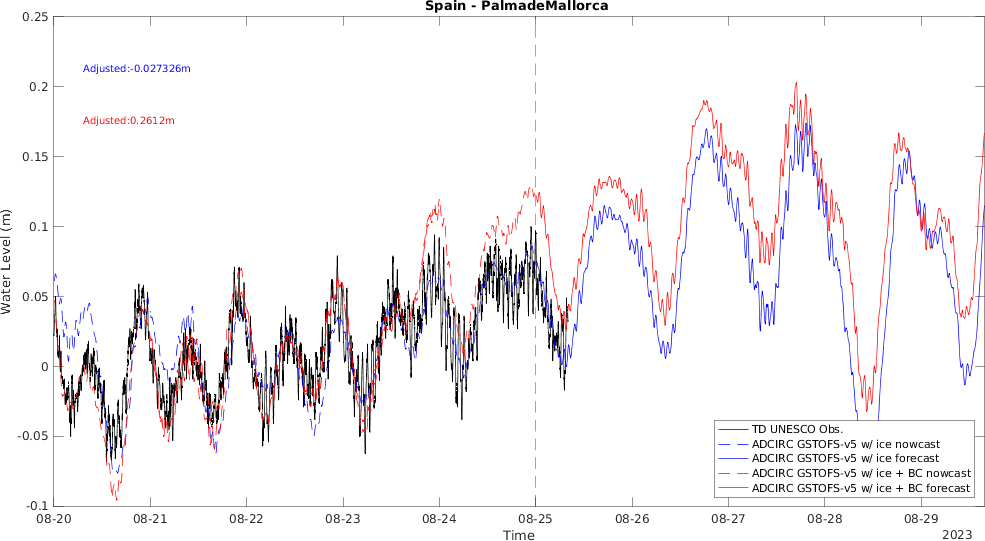 Spain - PalmadeMallorca
0.25
0.2
0.15
0.1
0.05
0
-0.05
-0.1
Water Level (m)
Adjusted:-0.027326m
Adjusted:0.2612m
TD UNESCO Obs.
ADCIRC GSTOFS-v5 w/ ice nowcast
ADCIRC GSTOFS-v5 w/ ice forecast
ADCIRC GSTOFS-v5 w/ ice + BC nowcast
ADCIRC GSTOFS-v5 w/ ice + BC forecast
08-20 08-21 08-22 08-23 08-24 08-25 08-26 08-27 08-28 08-29
Time
2023